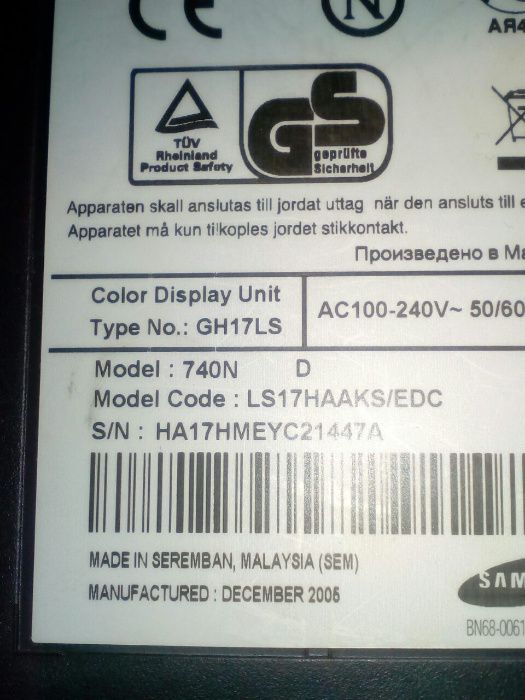 CE N
АЯ4
TÜV
Rheinland
Product Safety
GS
geprüfte
Sicherheit
Apparaten skall anslutas till jordat uttag när den ansluts till e
Apparatet må kun tilkoples jordet stikkontakt.
Произведено в Ма
Color Display Unit
Type No.: GH17LS
AC100-240V~ 50/60
Model : 740N D
Model Code : LS17HAAKS/EDC
S/N : HA17HMEYC21447A
MADE IN SEREMBAN, MALAYSIA (SEM)
MANUFACTURED : DECEMBER 2005
SAM
BN68-0061